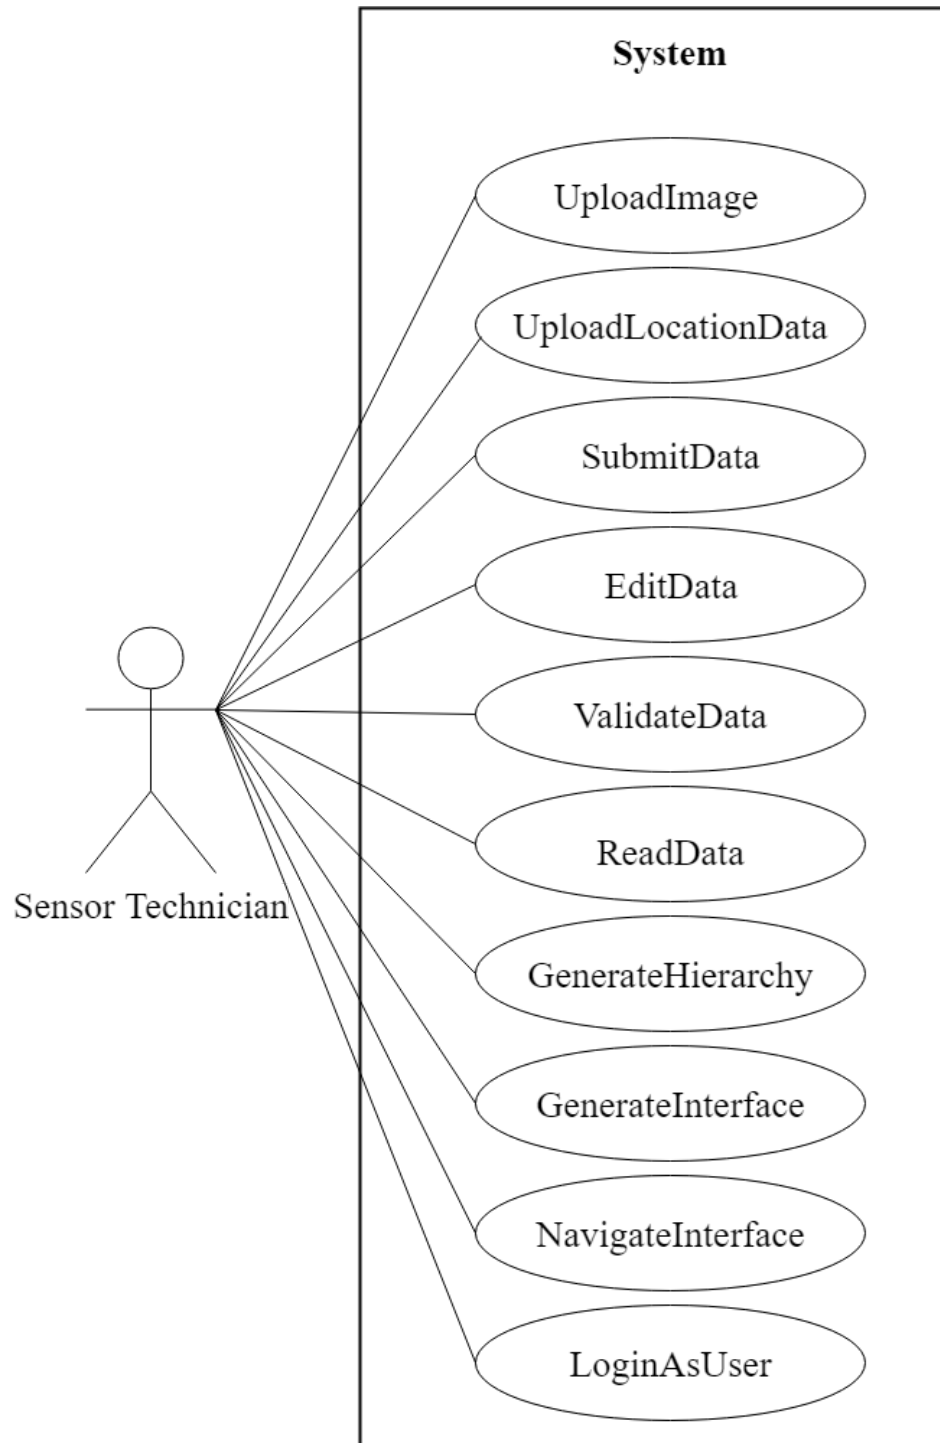 System
UploadImage
UploadLocationData
SubmitData
EditData
ValidateData
ReadData
Sensor Technician
GenerateHierarchy
GenerateInterface
NavigateInterface
LoginAsUser